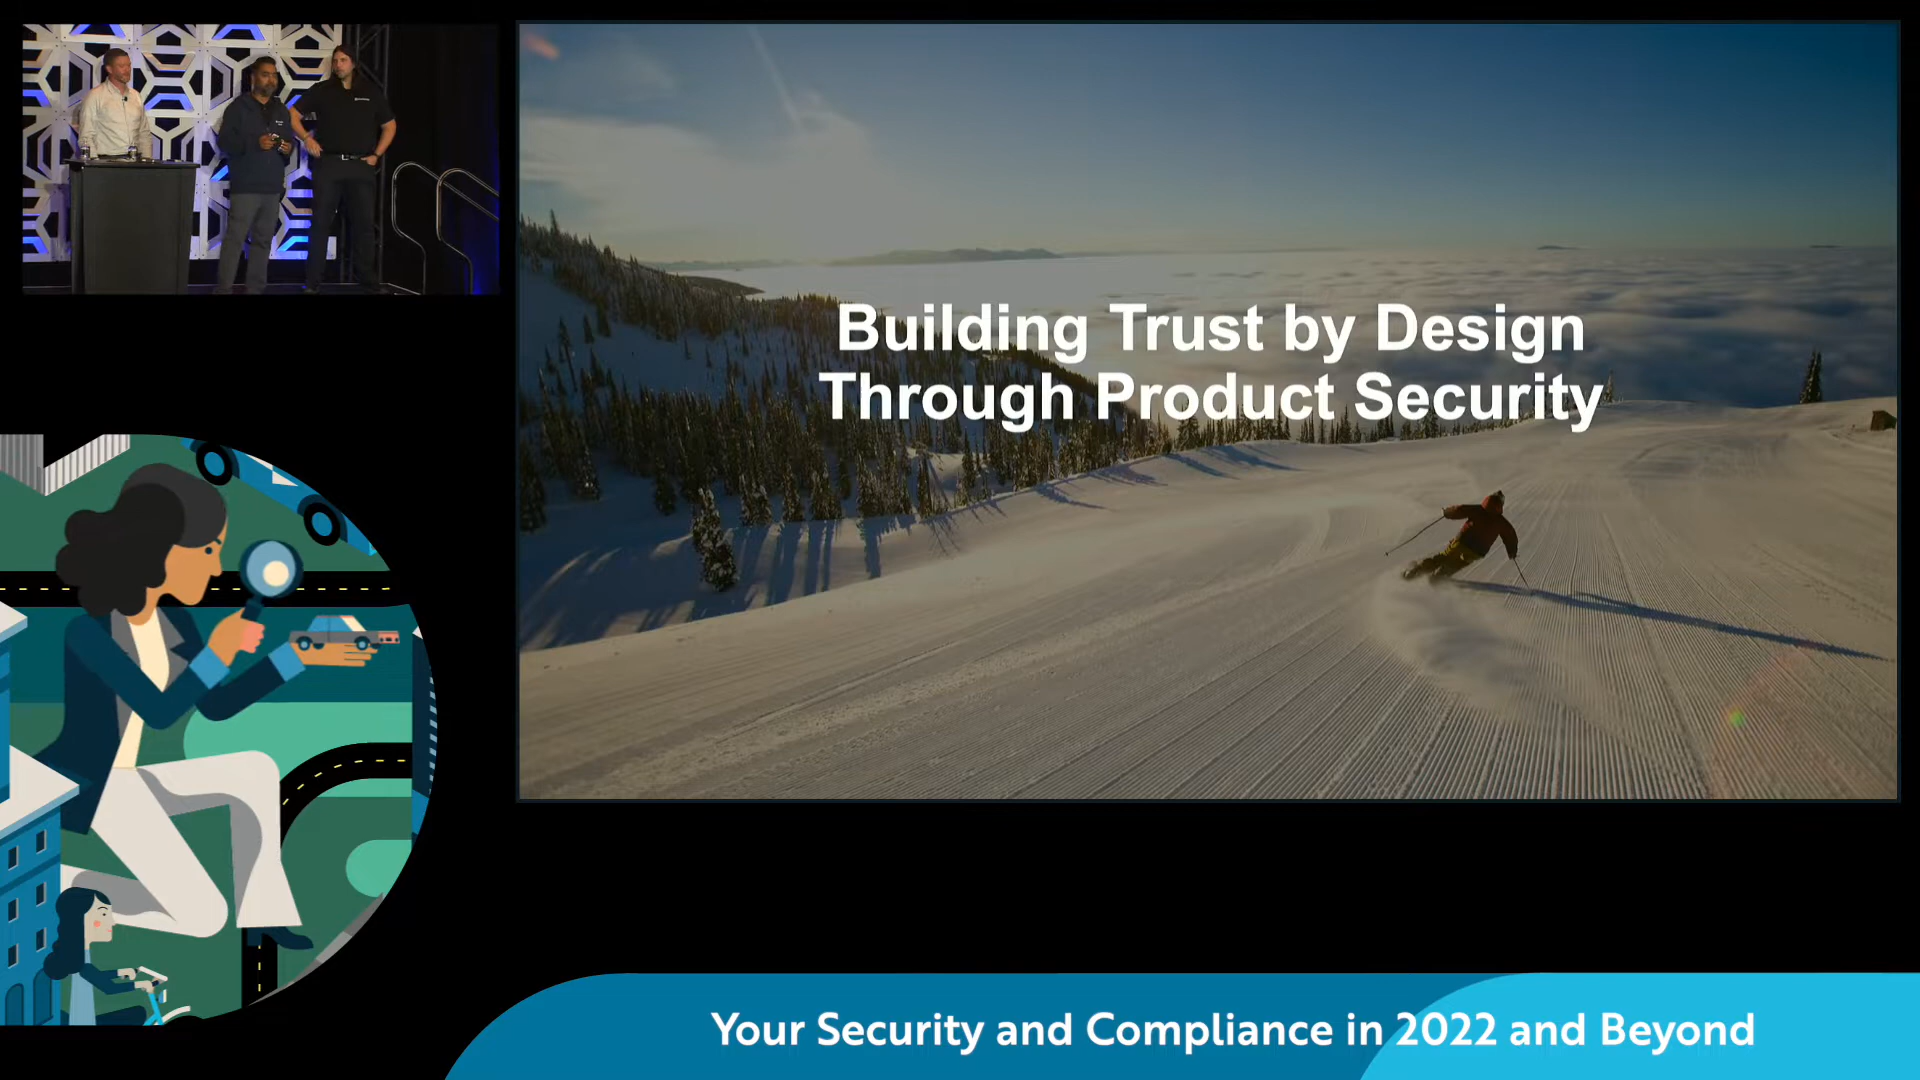 Building Trust by Design
Through Product Security
Your Security and Compliance in 2022 and Beyond